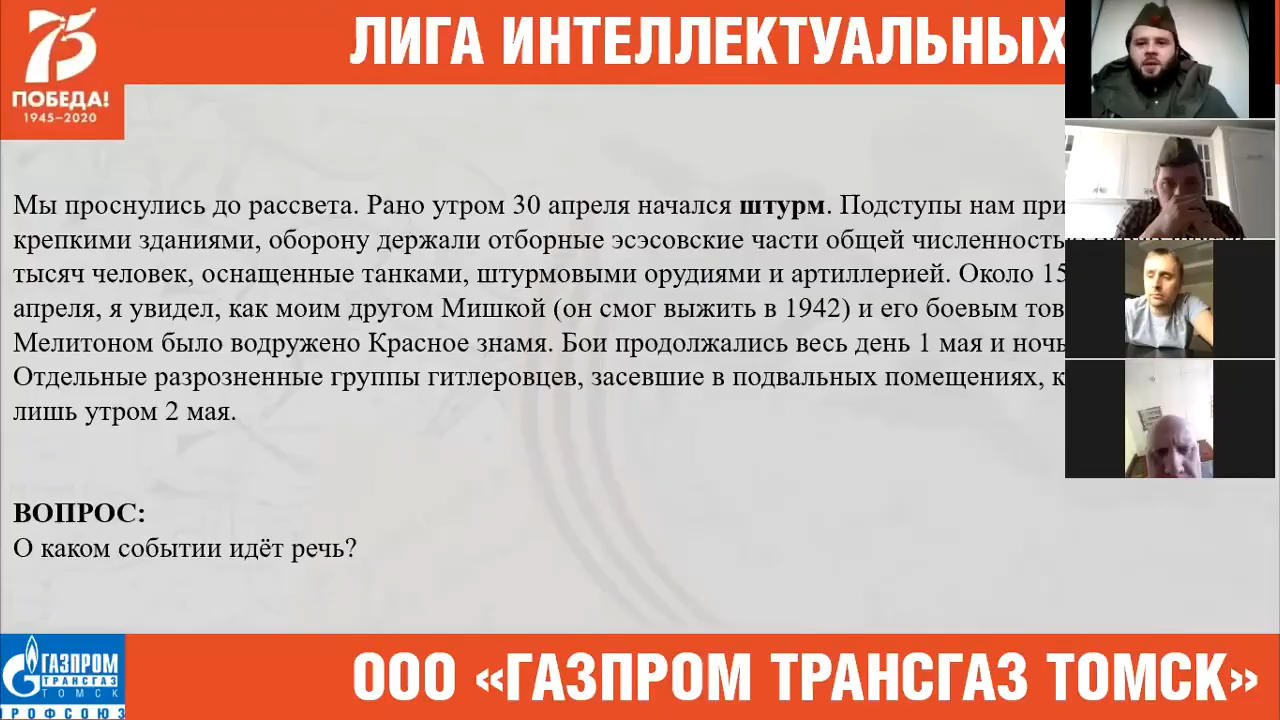 75
ПОБЕДА!
1945–2020
ЛИГА ИНТЕЛЛЕКТУАЛЬНЫХ
Мы проснулись до рассвета. Рано утром 30 апреля начался штурм. Подступы нам при
крепкими зданиями, оборону держали отборные эсэсовские части общей численностью
тысяч человек, оснащенные танками, штурмовыми орудиями и артиллерией. Около 15
апреля, я увидел, как моим другом Мишкой (он смог выжить в 1942) и его боевым тов
Мелитоном было водружено Красное знамя. Бои продолжались весь день 1 мая и ночь
Отдельные разрозненные группы гитлеровцев, засевшие в подвальных помещениях, к
лишь утром 2 мая.
ВОПРОС:
О каком событии идёт речь?
ГАЗПРОМ
ТРАНСГАЗ
ТОМСК
ПРОФСОЮЗ
ООО «ГАЗПРОМ ТРАНСГАЗ ТОМСК»